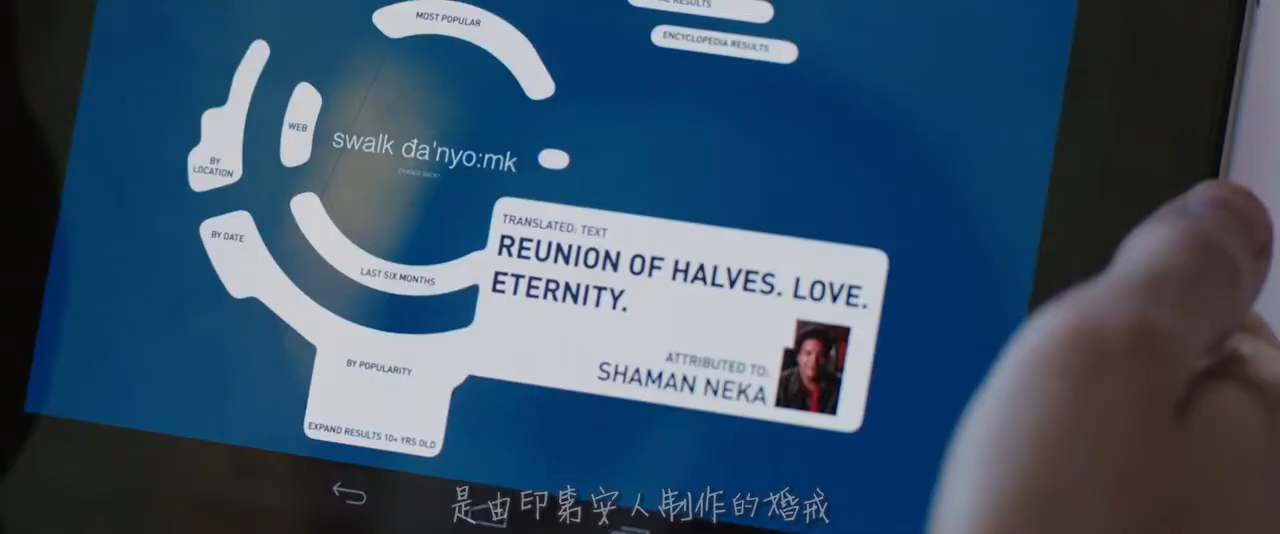 MOST POPULAR
RESULTS
ENCYCLOPEDIA RESULTS
WEB
swalk đa'nyo:mk
BY
LOCATION
BY DATE
LAST SIX MONTHS
TRANSLATED: TEXT
REUNION OF HALVES. LOVE.
ETERNITY.
ATTRIBUTED TO:
SHAMAN NEKA
BY POPULARITY
EXPAND RESULTS 10+ YRS OLD
是由印第安人制作的婚戒